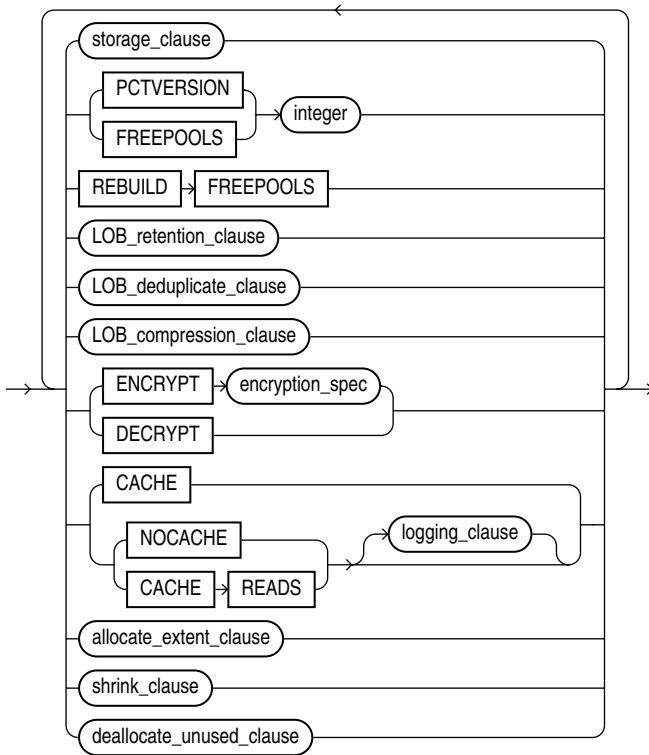 storage_clause
PCTVERSION
integer
FREEPOOLS
REBUILD FREEPOOLS
LOB_retention_clause
LOB_deduplicate_clause
LOB_compression_clause
ENCRYPT encryption_spec
DECRYPT
CACHE
NOCACHE logging_clause
CACHE READS
allocate_extent_clause
shrink_clause
deallocate_unused_clause